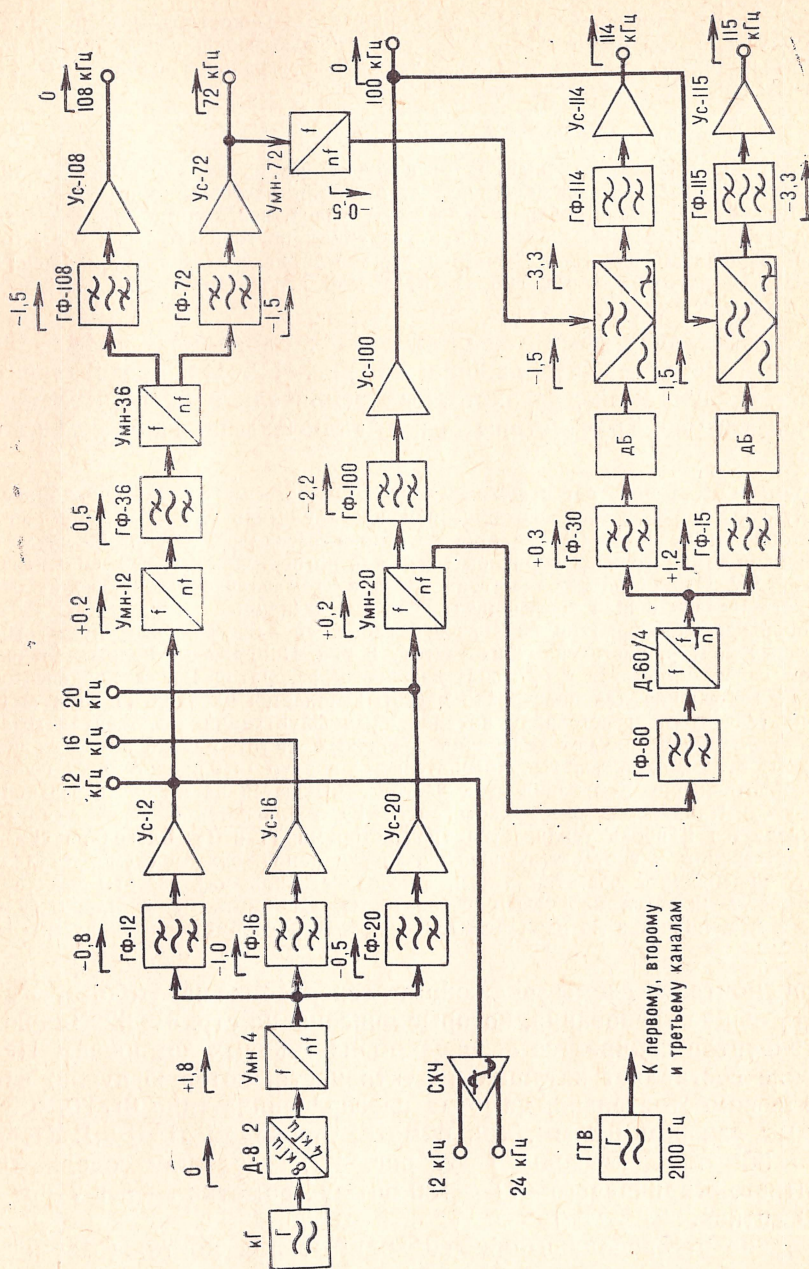 0
108 кГц
72 кГц
0
100 кГц
114 кГц
115 кГц
Ус-108
Ус-72
Умн-72
f
nf
-0,5
Ус-114
Ус-115
-1,5
ГФ-108
ГФ-72
-1,5
ГФ-114
ГФ-115
-3,3
-3,3
Умн-36
f
nf
Ус-100
-1,5
-1,5
0,5
ГФ-36
-2,2
ГФ-100
дБ
дБ
+0,2
Умн-12
f
nf
+0,2
Умн-20
f
nf
+0,3
ГФ-30
+1,2
ГФ-15
Д-60/4
f
f
n
ГФ-60
12 кГц
16 кГц
20 кГц
Ус-12
Ус-16
Ус-20
-0,8
ГФ-12
-1,0
ГФ-16
-0,5
ГФ-20
+1,8
Умн 4
f
nf
0
Д-8 2
8 кГц
4 кГц
кГ
Г
СКЧ
12 кГц
24 кГц
ГТВ
Г
2100 Гц
К первому, второму
и третьему каналам